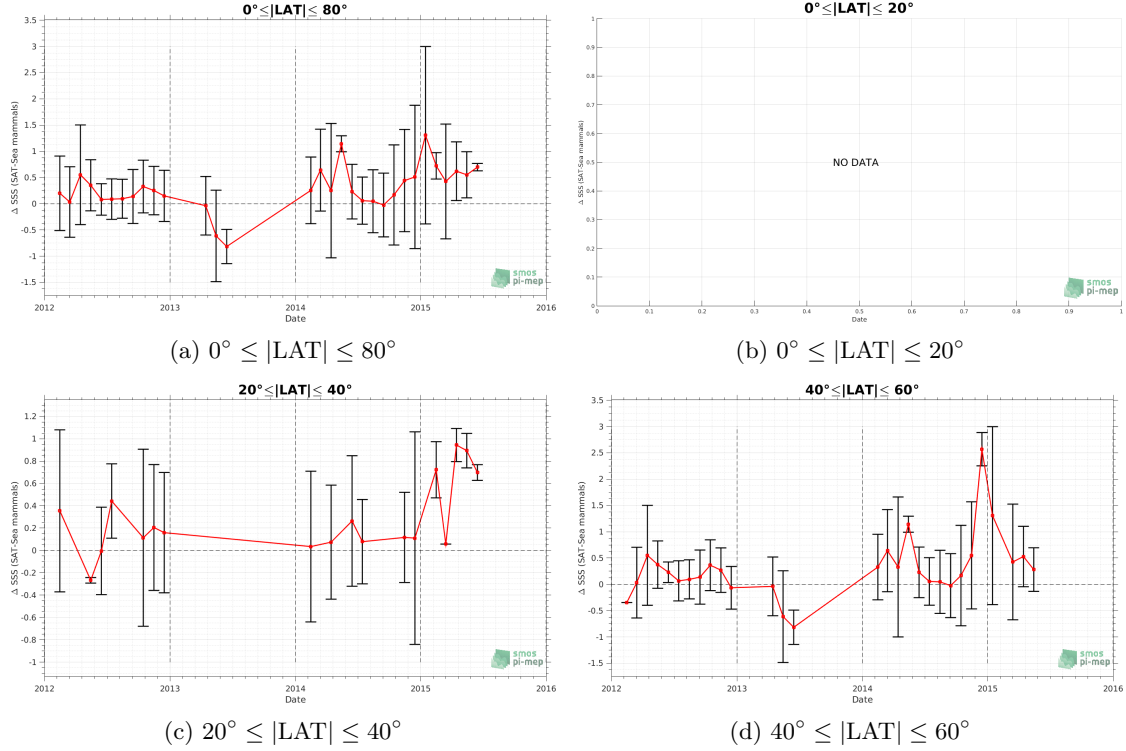 0°≤|LAT|≤ 80°
Δ SSS (SAT-Sea mammals)
3.5
3
2.5
2
1.5
1
0.5
0
-0.5
-1
-1.5
smos
pi-mep
2012 2013 2014 2015 2016
Date
(a) 0° ≤ |LAT| ≤ 80°
0°≤|LAT|≤ 20°
Δ SSS (SAT-Sea mammals)
1
0.9
0.8
0.7
0.6
0.5
0.4
0.3
0.2
0.1
0
NO DATA
smos
pi-mep
0 0.1 0.2 0.3 0.4 0.5 0.6 0.7 0.8 0.9 1
Date
(b) 0° ≤ |LAT| ≤ 20°
20°≤|LAT|≤ 40°
Δ SSS (SAT-Sea mammals)
1.2
1
0.8
0.6
0.4
0.2
0
-0.2
-0.4
-0.6
-0.8
-1
smos
pi-mep
2012 2013 2014 2015 2016
Date
(c) 20° ≤ |LAT| ≤ 40°
40°≤|LAT|≤ 60°
Δ SSS (SAT-Sea mammals)
3.5
3
2.5
2
1.5
1
0.5
0
-0.5
-1
-1.5
smos
pi-mep
2012 2013 2014 2015 2016
Date
(d) 40° ≤ |LAT| ≤ 60°